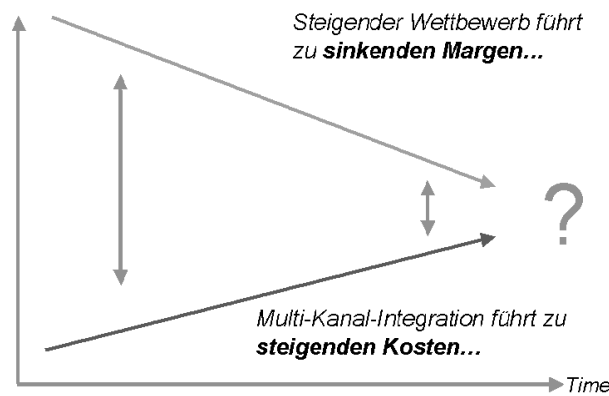 Steigender Wettbewerb führt
zu sinkenden Margen...
?
Multi-Kanal-Integration führt zu
steigenden Kosten...
Time